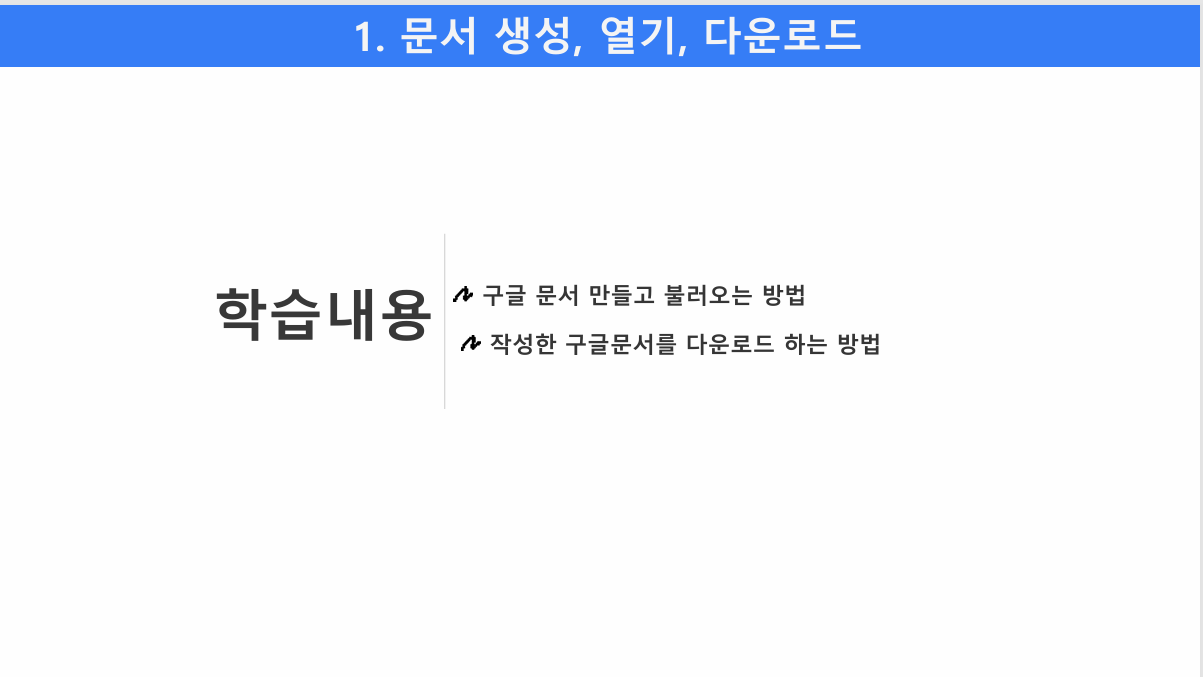 1. 문서 생성, 열기, 다운로드
학습내용
구글 문서 만들고 불러오는 방법
작성한 구글문서를 다운로드 하는 방법